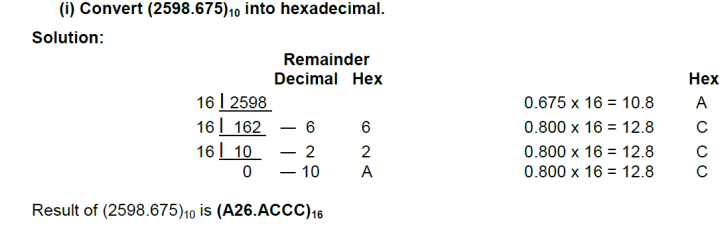 (i) Convert (2598.675)₁₀ into hexadecimal.
Solution:
Remainder
Decimal Hex Hex
16 | 2598 0.675 x 16 = 10.8 A
16 | 162 — 6 6 0.800 x 16 = 12.8 C
16 | 10 — 2 2 0.800 x 16 = 12.8 C
0 — 10 A 0.800 x 16 = 12.8 C
Result of (2598.675)₁₀ is (A26.ACCC)₁₆